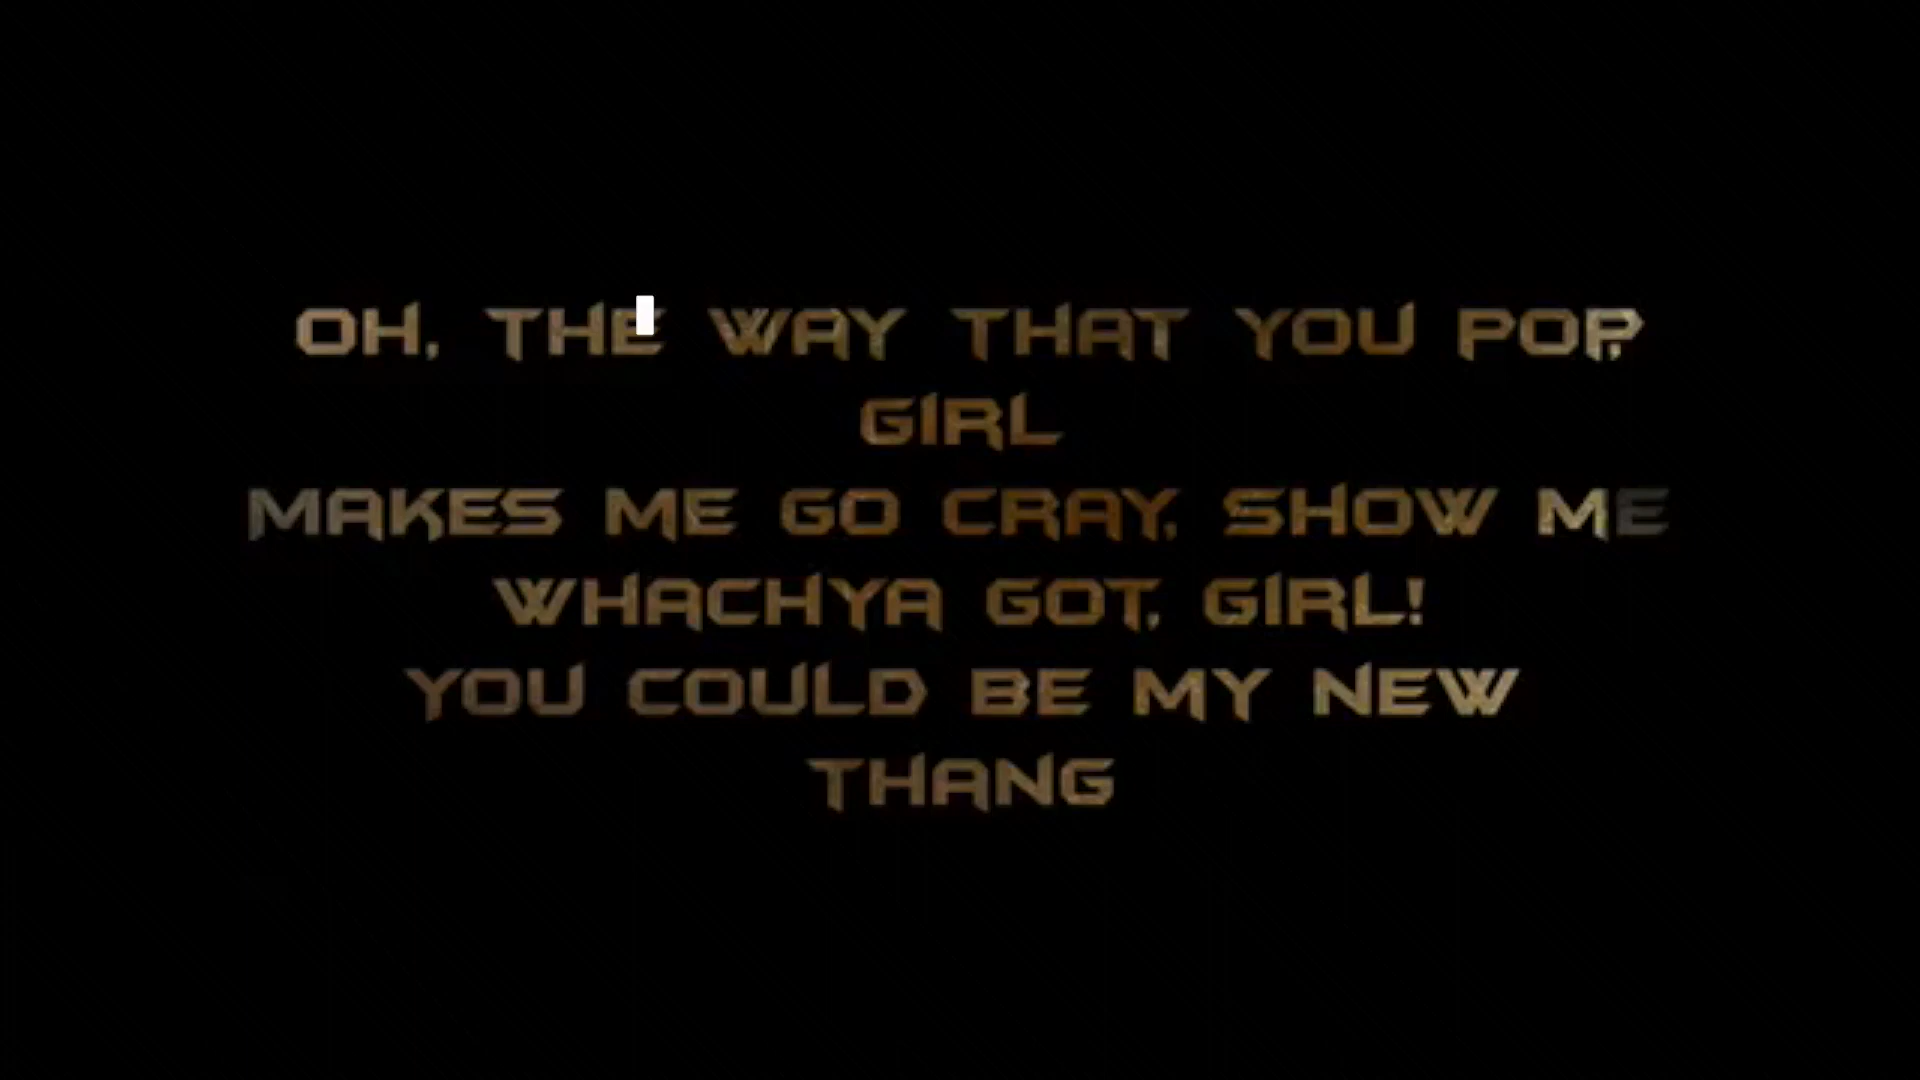 OH, THE WAY THAT YOU POP,
GIRL
MAKES ME GO CRAY, SHOW ME
WHACHYA GOT, GIRL!
YOU COULD BE MY NEW
THANG